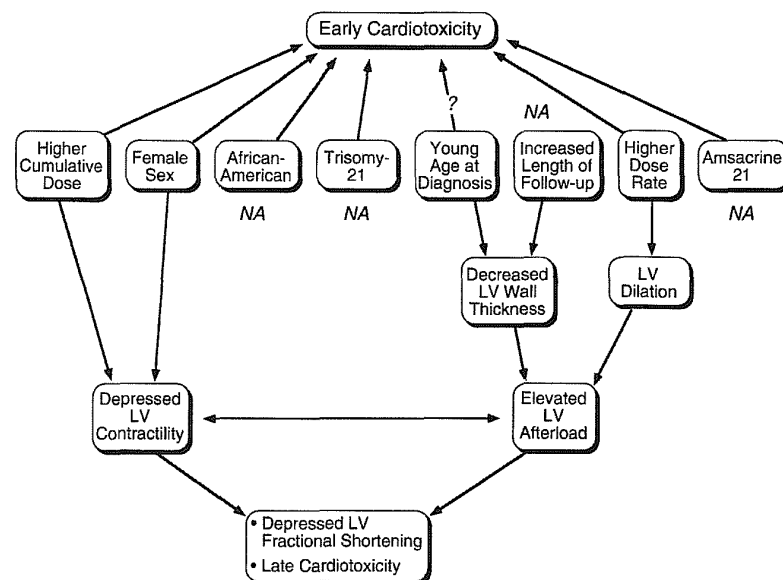 Early Cardiotoxicity
?
NA
Higher
Cumulative
Dose
Female
Sex
African-
American
Trisomy-
21
Young
Age at
Diagnosis
Increased
Length of
Follow-up
Higher
Dose
Rate
Amsacrine
21
NA
NA
NA
Decreased
LV Wall
Thickness
LV
Dilation
Depressed
LV
Contractility
Elevated
LV
Afterload
• Depressed LV
Fractional Shortening
• Late Cardiotoxicity